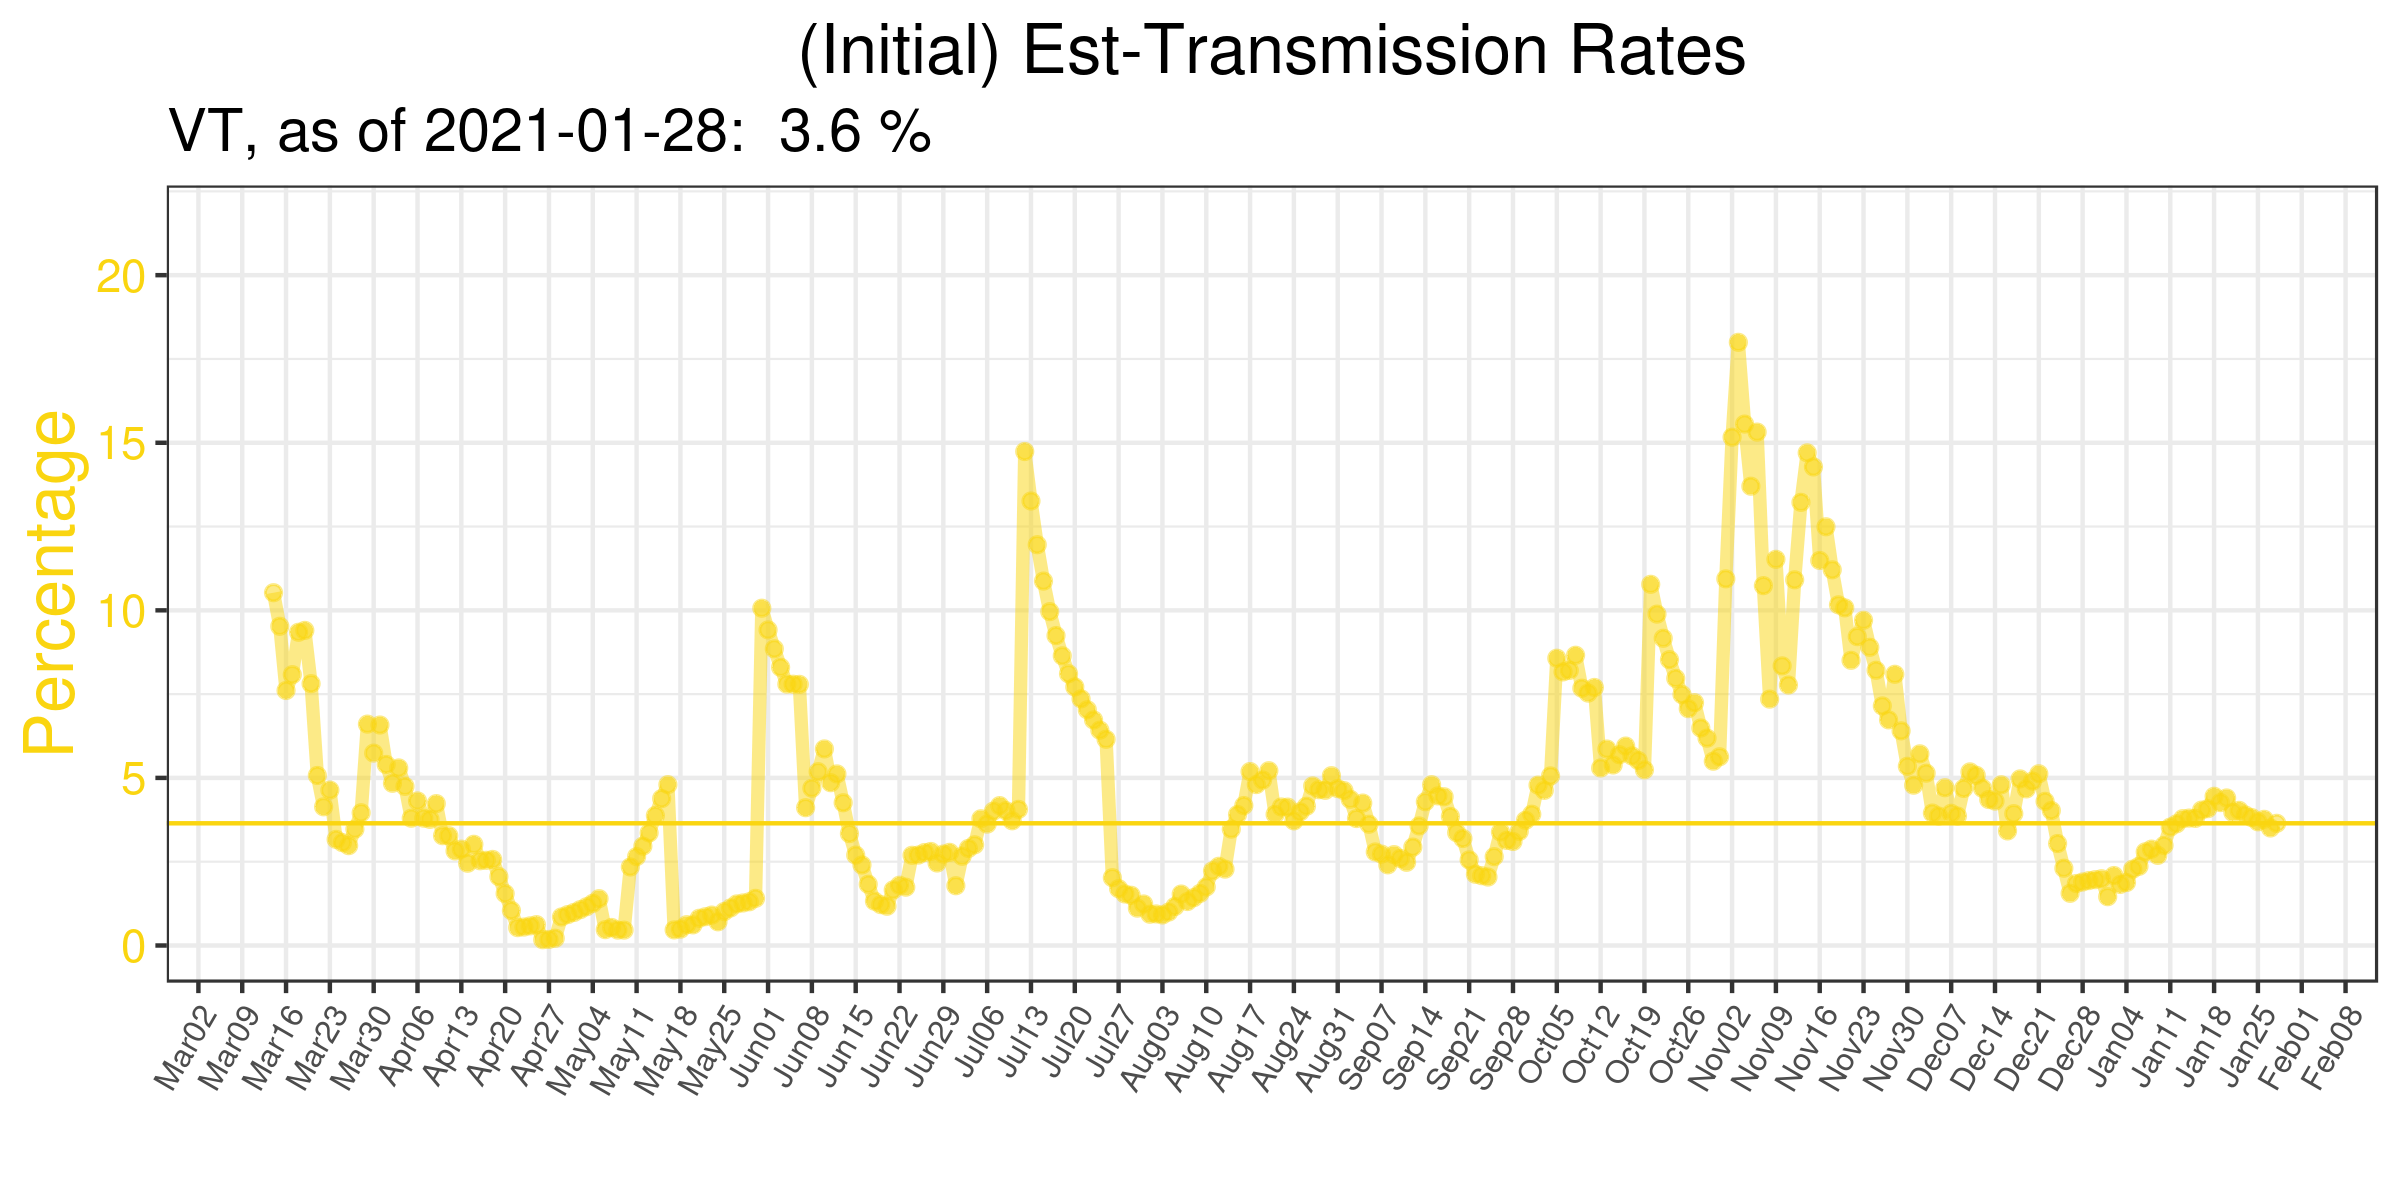 (Initial) Est-Transmission Rates
VT, as of 2021-01-28:  3.6 %
Percentage
20
15
10
5
0
Mar02 Mar09 Mar16 Mar23 Mar30 Apr06 Apr13 Apr20 Apr27 May04 May11 May18 May25 Jun01 Jun08 Jun15 Jun22 Jun29 Jul06 Jul13 Jul20 Jul27 Aug03 Aug10 Aug17 Aug24 Aug31 Sep07 Sep14 Sep21 Sep28 Oct05 Oct12 Oct19 Oct26 Nov02 Nov09 Nov16 Nov23 Nov30 Dec07 Dec14 Dec21 Dec28 Jan04 Jan11 Jan18 Jan25 Feb01 Feb08